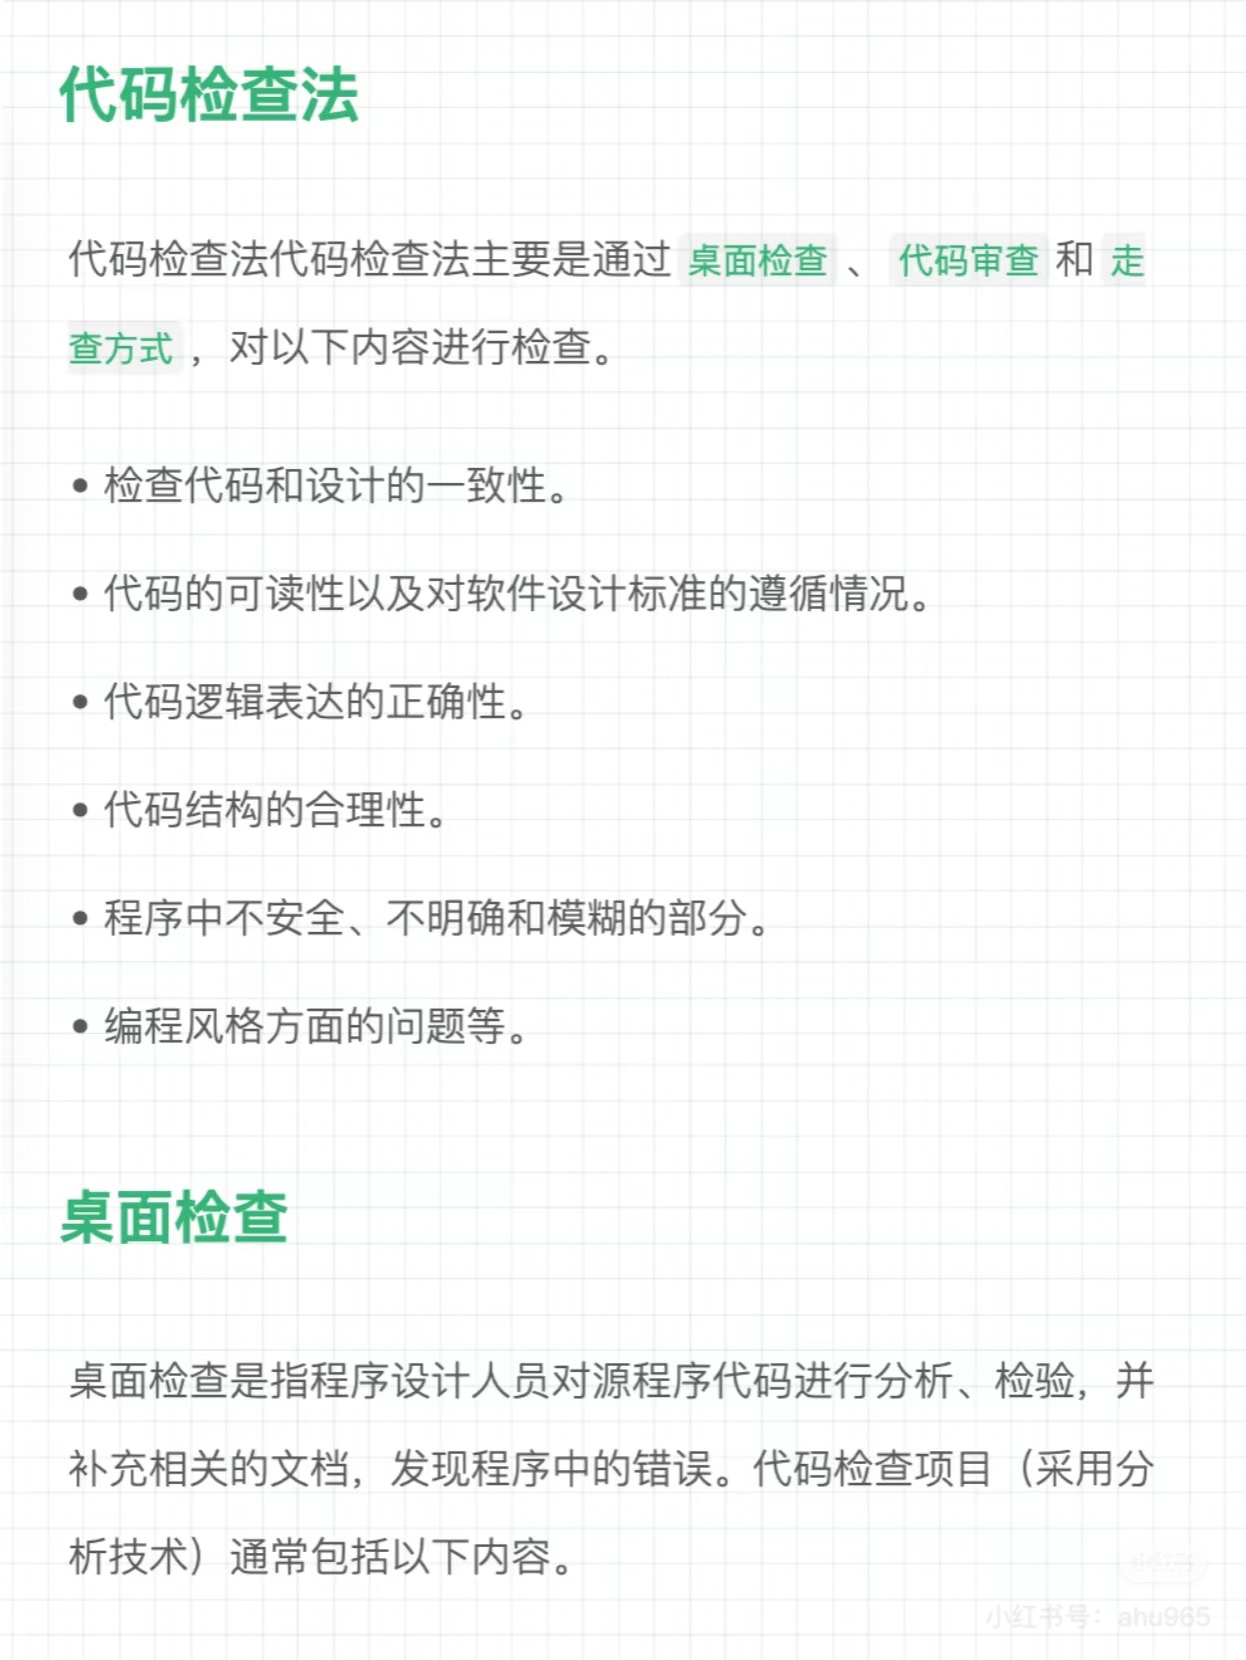 代码检查法
代码检查法代码检查法主要是通过 桌面检查 、 代码审查 和 走
查方式 ，对以下内容进行检查。
• 检查代码和设计的一致性。
• 代码的可读性以及对软件设计标准的遵循情况。
• 代码逻辑表达的正确性。
• 代码结构的合理性。
• 程序中不安全、不明确和模糊的部分。
• 编程风格方面的问题等。
桌面检查
桌面检查是指程序设计人员对源程序代码进行分析、检验，并
补充相关的文档，发现程序中的错误。代码检查项目（采用分
析技术）通常包括以下内容。
小红书
小红书号：ahu965